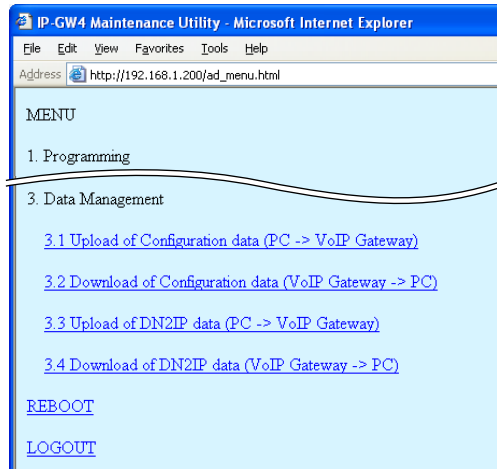 IP-GW4 Maintenance Utility - Microsoft Internet Explorer
File Edit View Favorites Tools Help
Address http://192.168.1.200/ad_menu.html
MENU
1. Programming
3. Data Management
3.1 Upload of Configuration data (PC -> VoIP Gateway)
3.2 Download of Configuration data (VoIP Gateway -> PC)
3.3 Upload of DN2IP data (PC -> VoIP Gateway)
3.4 Download of DN2IP data (VoIP Gateway -> PC)
REBOOT
LOGOUT